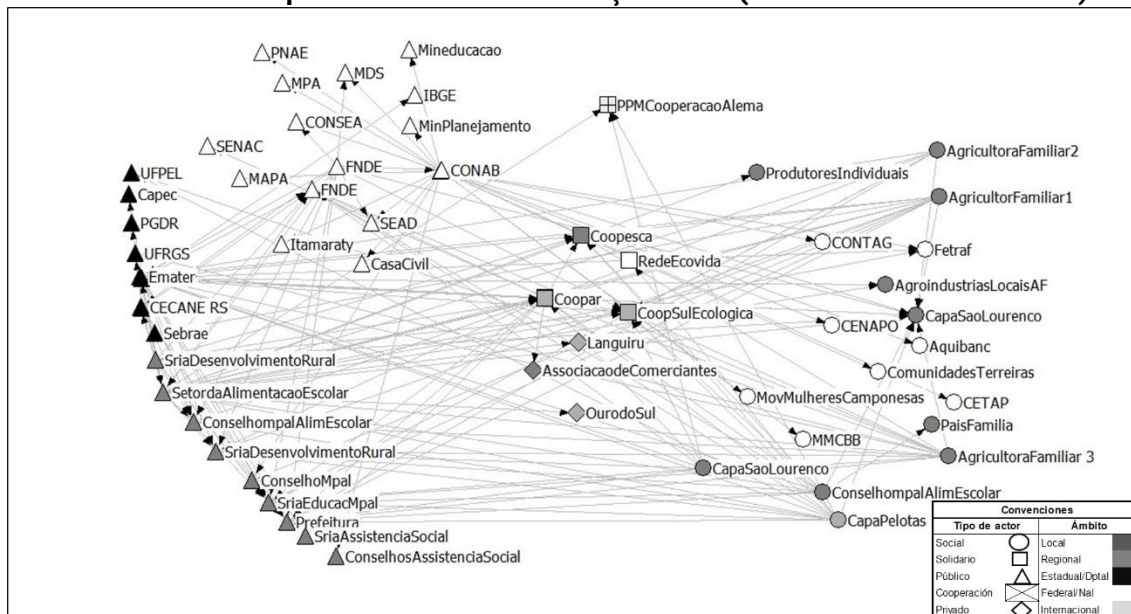 PNAE
Mineducacao
MDS
MPA
IBGE
PPMCooperacaoAlema
CONSEA
MinPlanejamento
SENAC
AgricultoraFamiliar2
UFPEL
MAPA
FNDE
CONAB
ProdutoresIndividuais
Capec
FNDE
AgricultorFamiliar1
PGDR
SEAD
UFRGS
Itamaraty
Coopesca
CONTAG
Fetraf
Emater
CasaCivil
RedeEcovida
AgroindustriasLocaisAF
CECANE RS
Coopar
CoopSulEcologica
CapaSaoLourenco
Sebrae
CENAPO
Languiru
Aquibanc
SriaDesenvolvimentoRural
AssociacaodeComerciantes
ComunidadesTerreiras
SetordaAlimentacaoEscolar
MovMulheresCamponesas
CETAP
ConselhompalAlimEscolar
OurodoSul
PaisFamilia
MMCBB
SriaDesenvolvimentoRural
AgricultoraFamiliar 3
CapaSaoLourenco
ConselhoMpal
ConselhompalAlimEscolar
SriaEducacMpal
Prefeitura
CapaPelotas
SriaAssistenciaSocial
ConselhosAssistenciaSocial
Convenciones
Tipo de actor Ámbito
Social Local
Solidario Regional
Público Estadual/Dptal
Cooperación Federal/Nal
Privado Internacional